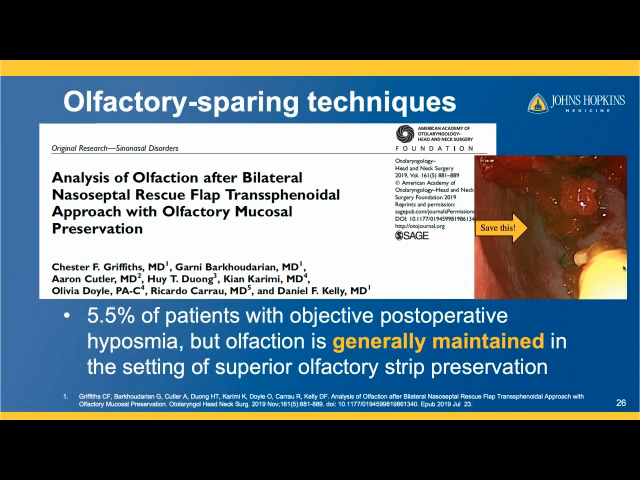 Olfactory-sparing techniques
JOHNS HOPKINS
MEDICINE
Original Research—Sinonasal Disorders
Analysis of Olfaction after Bilateral
Nasoseptal Rescue Flap Transsphenoidal
Approach with Olfactory Mucosal
Preservation
Chester F. Griffiths, MD1, Garni Barkhoudarian, MD1,
Aaron Cutler, MD2, Huy T. Duong3, Kian Karimi, MD4,
Olivia Doyle, PA-C4, Ricardo Carrau, MD5, and Daniel F. Kelly, MD1
AMERICAN ACADEMY OF
OTOLARYNGOLOGY–
HEAD AND NECK SURGERY
FOUNDATION
Otolaryngology–
Head and Neck Surgery
2019, Vol. 161(5) 881–889
© American Academy of
Otolaryngology–Head and Neck
Surgery Foundation 2019
Reprints and permission:
sagepub.com/journalsPermissions
DOI: 10.1177/0194599819861340
http://otojournal.org
SAGE
Save this!
• 5.5% of patients with objective postoperative
hyposmia, but olfaction is generally maintained in
the setting of superior olfactory strip preservation
1. Griffiths CF, Barkhoudarian G, Cutler A, Duong HT, Karimi K, Doyle O, Carrau R, Kelly DF. Analysis of Olfaction after Bilateral Nasoseptal Rescue Flap Transsphenoidal Approach with
Olfactory Mucosal Preservation. Otolaryngol Head Neck Surg. 2019 Nov;161(5):881-889. doi: 10.1177/0194599819861340. Epub 2019 Jul 23.
26